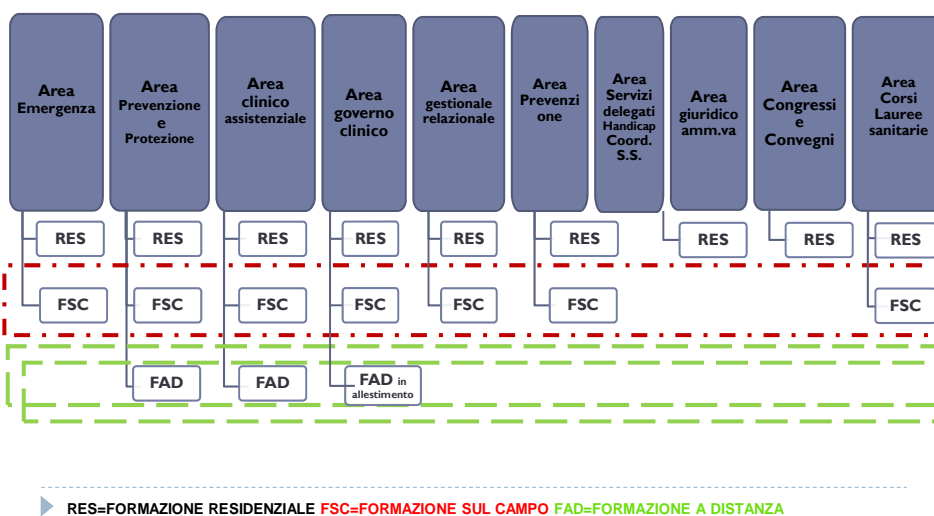 Area
Emergenza
Area
Prevenzione
e
Protezione
Area
clinico
assistenziale
Area
governo
clinico
Area
gestionale
relazionale
Area
Prevenzi
one
Area
Servizi
delegati
Handicap
Coord.
S.S.
Area
giuridico
amm.va
Area
Congressi
e
Convegni
Area
Corsi
Lauree
sanitarie
RES
RES
RES
RES
RES
RES
RES
RES
RES
FSC
FSC
FSC
FSC
FSC
FSC
FSC
FAD
FAD
FAD in
allestimento
RES=FORMAZIONE RESIDENZIALE FSC=FORMAZIONE SUL CAMPO FAD=FORMAZIONE A DISTANZA